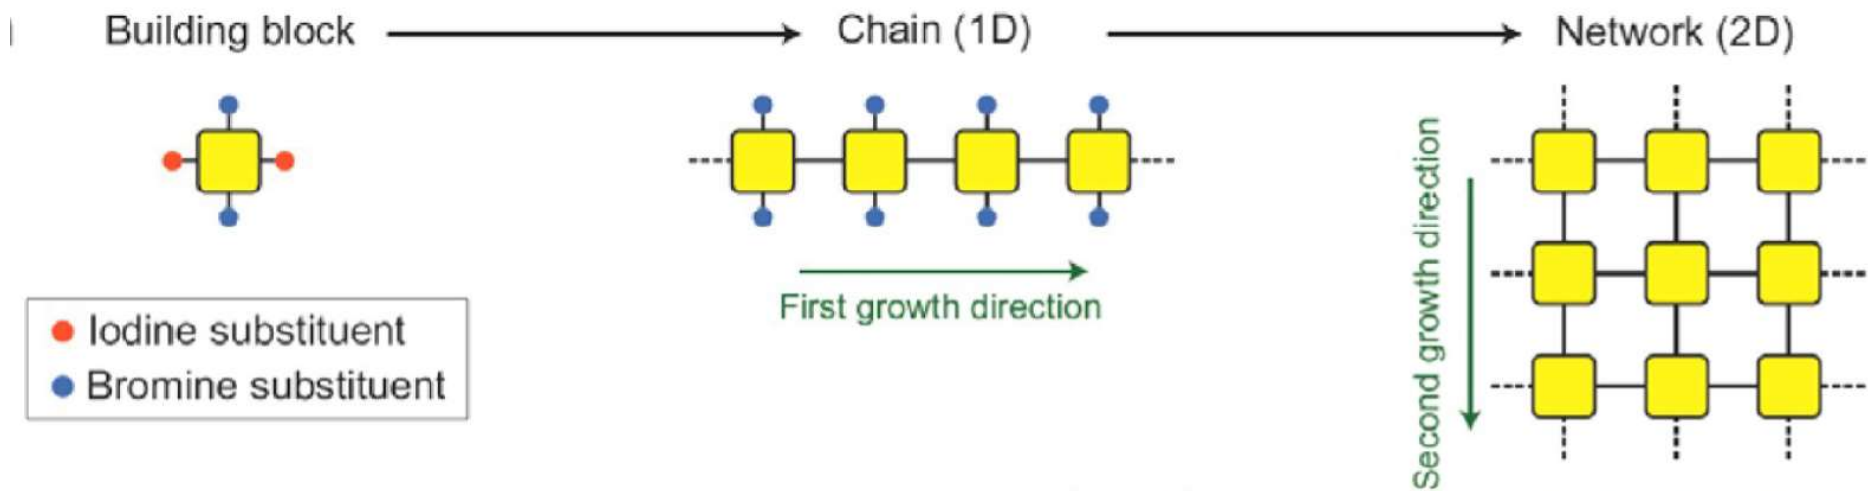 Building block
Chain (1D)
Network (2D)
Iodine substituent
Bromine substituent
First growth direction
Second growth direction